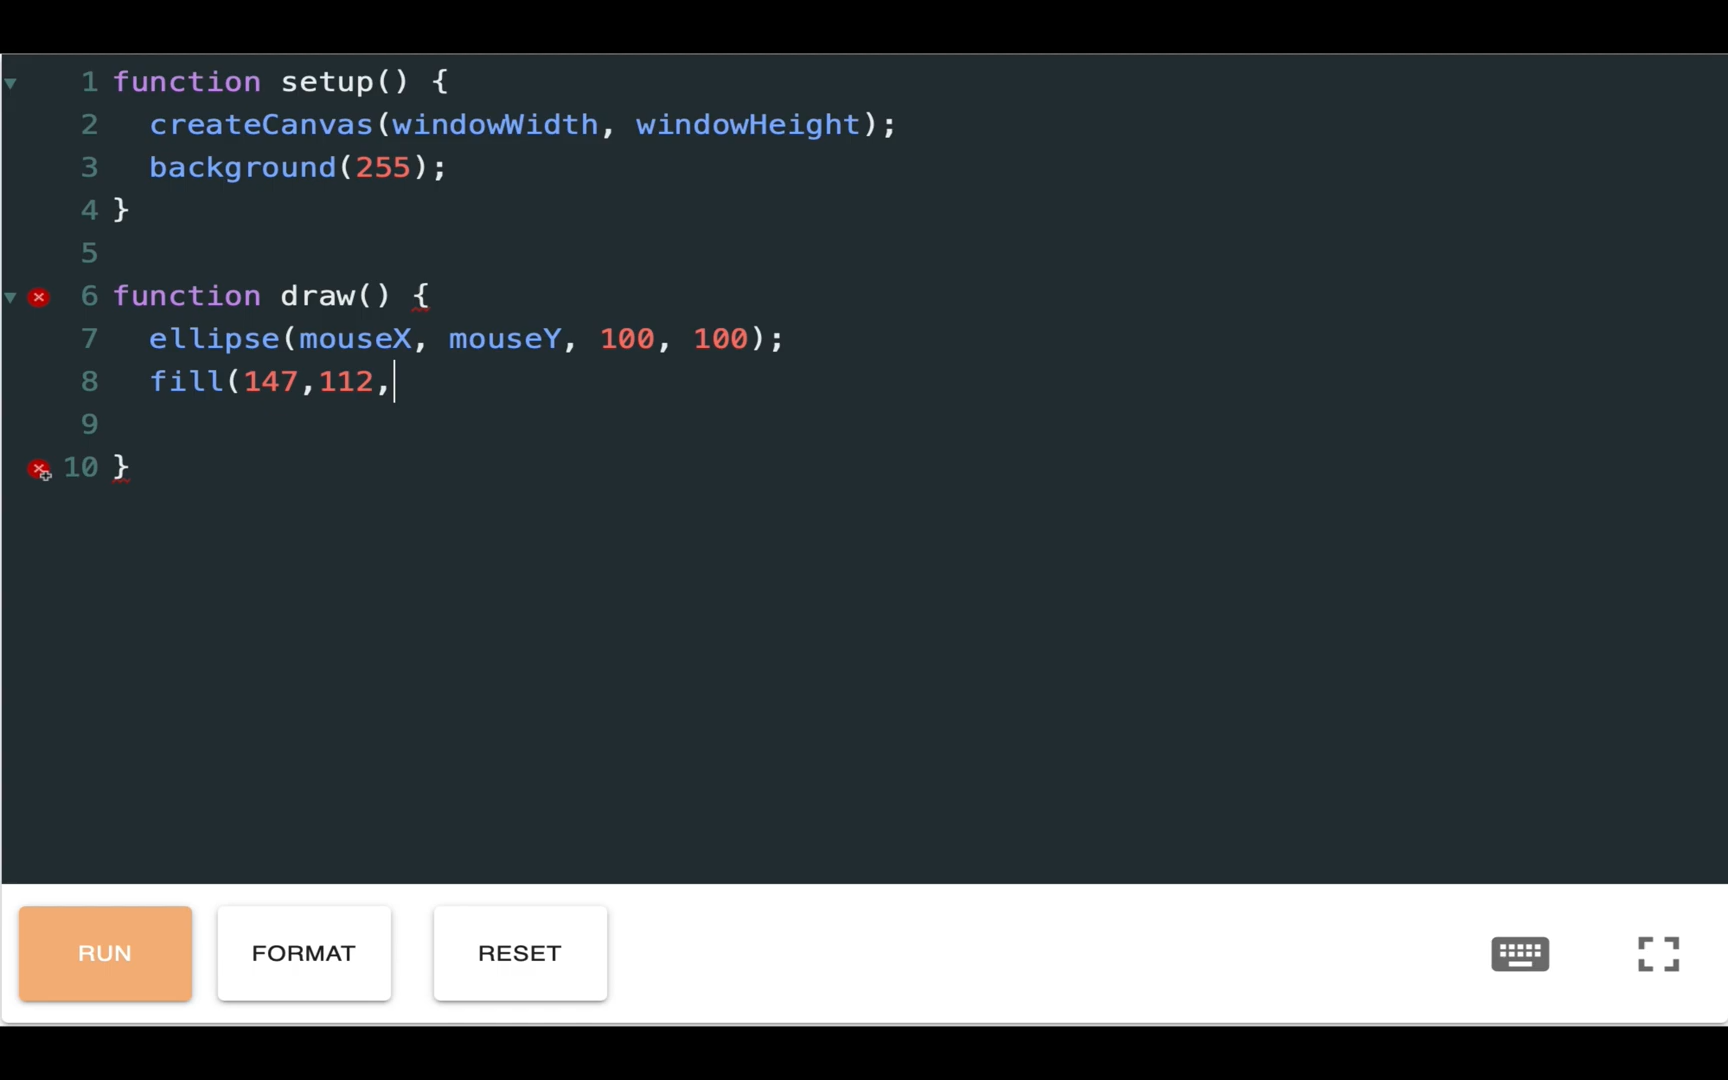 1 function setup() {
2 createCanvas(windowWidth, windowHeight);
3 background(255);
4 }
5
6 function draw() {
7 ellipse(mouseX, mouseY, 100, 100);
8 fill(147,112,
9
10 }
RUN FORMAT RESET